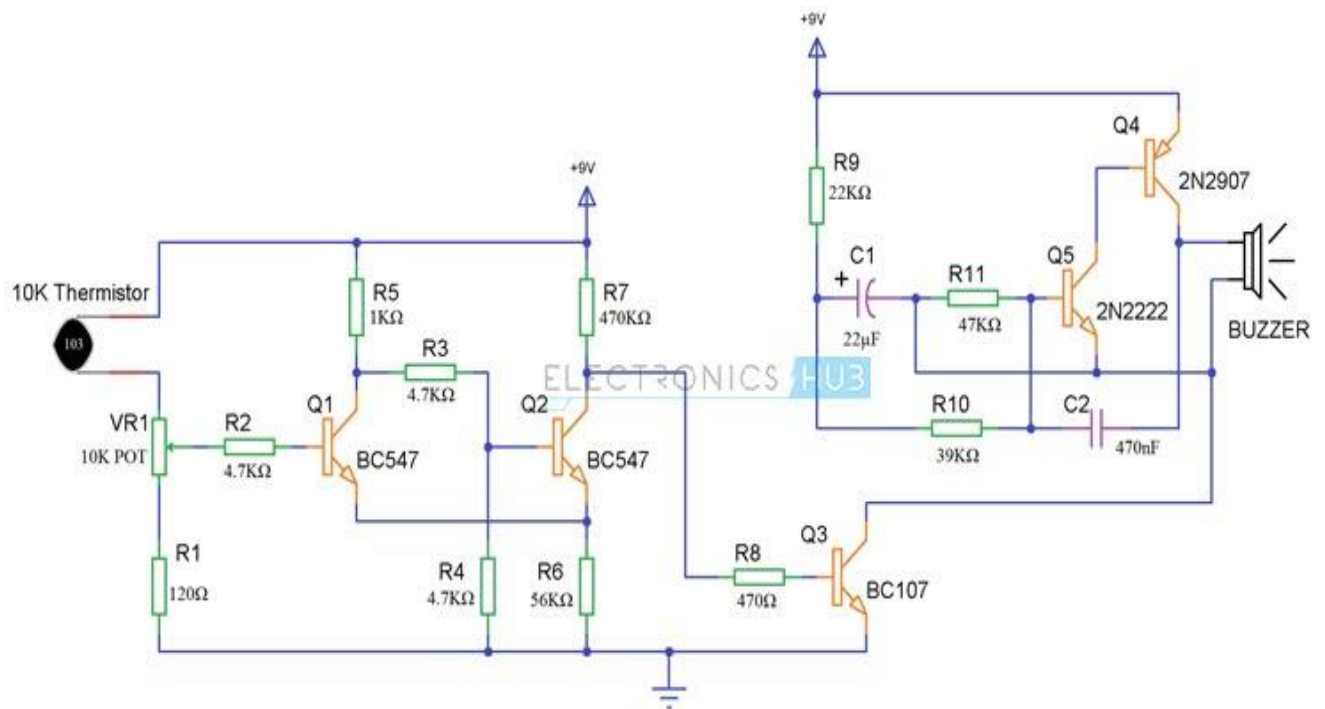 +9V
Q4
R9
22KΩ
2N2907
+9V
C1
+
R11
Q5
10K Thermistor
R5
1KΩ
R7
470KΩ
22µF
47KΩ
2N2222
BUZZER
103
R3
4.7KΩ
ELECTRONICS HUB
VR1
10K POT
R2
4.7KΩ
Q1
BC547
Q2
BC547
R10
39KΩ
C2
470nF
R1
120Ω
R4
4.7KΩ
R6
56KΩ
R8
470Ω
Q3
BC107